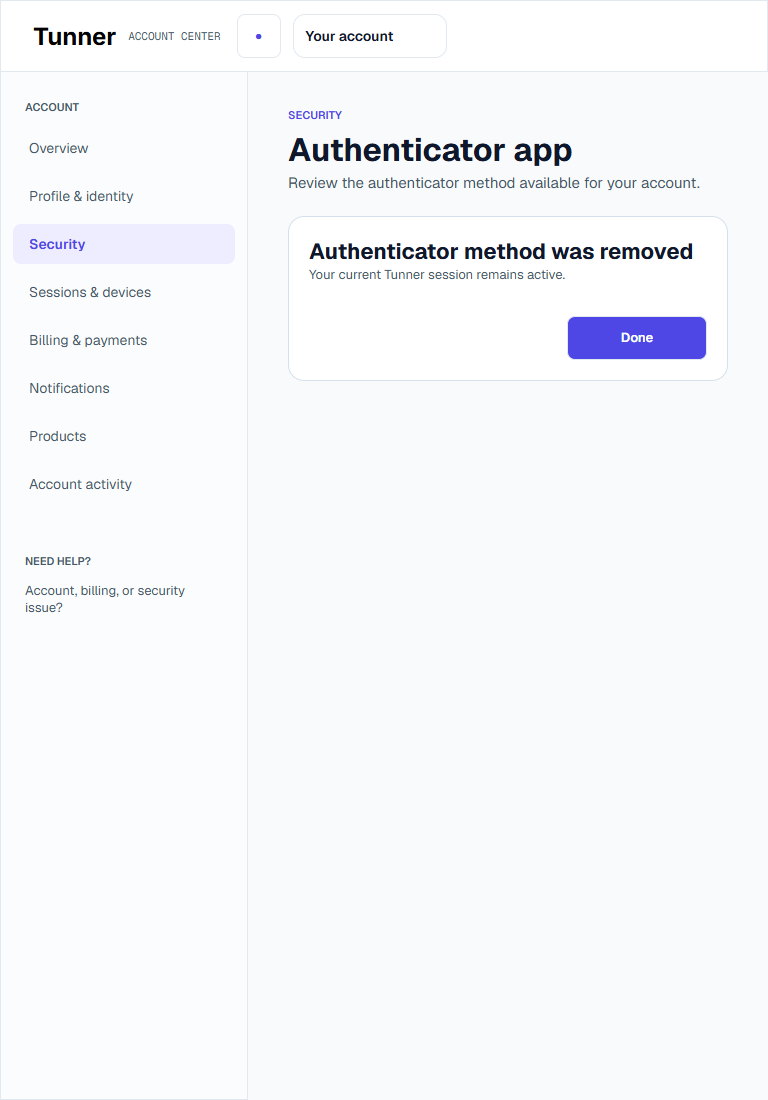 Tunner ACCOUNT CENTER Your account
ACCOUNT
Overview
Profile & identity
Security
Sessions & devices
Billing & payments
Notifications
Products
Account activity
NEED HELP?
Account, billing, or security
issue?
SECURITY
Authenticator app
Review the authenticator method available for your account.
Authenticator method was removed
Your current Tunner session remains active.
Done